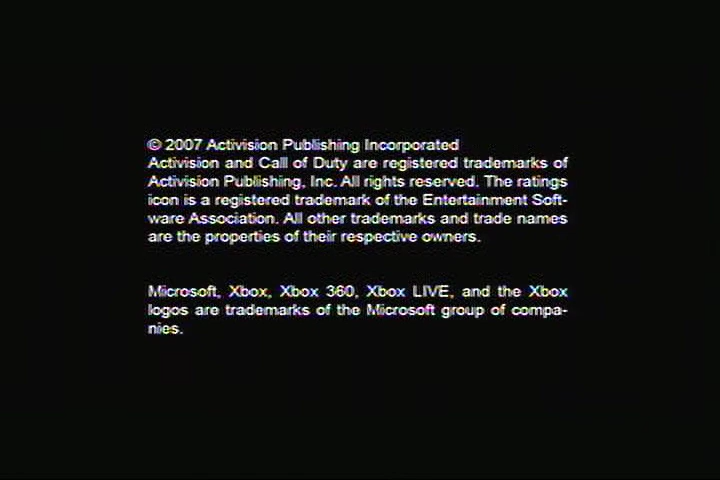 © 2007 Activision Publishing Incorporated
Activision and Call of Duty are registered trademarks of
Activision Publishing, Inc. All rights reserved. The ratings
icon is a registered trademark of the Entertainment Soft-
ware Association. All other trademarks and trade names
are the properties of their respective owners.
Microsoft, Xbox, Xbox 360, Xbox LIVE, and the Xbox
logos are trademarks of the Microsoft group of compa-
nies.